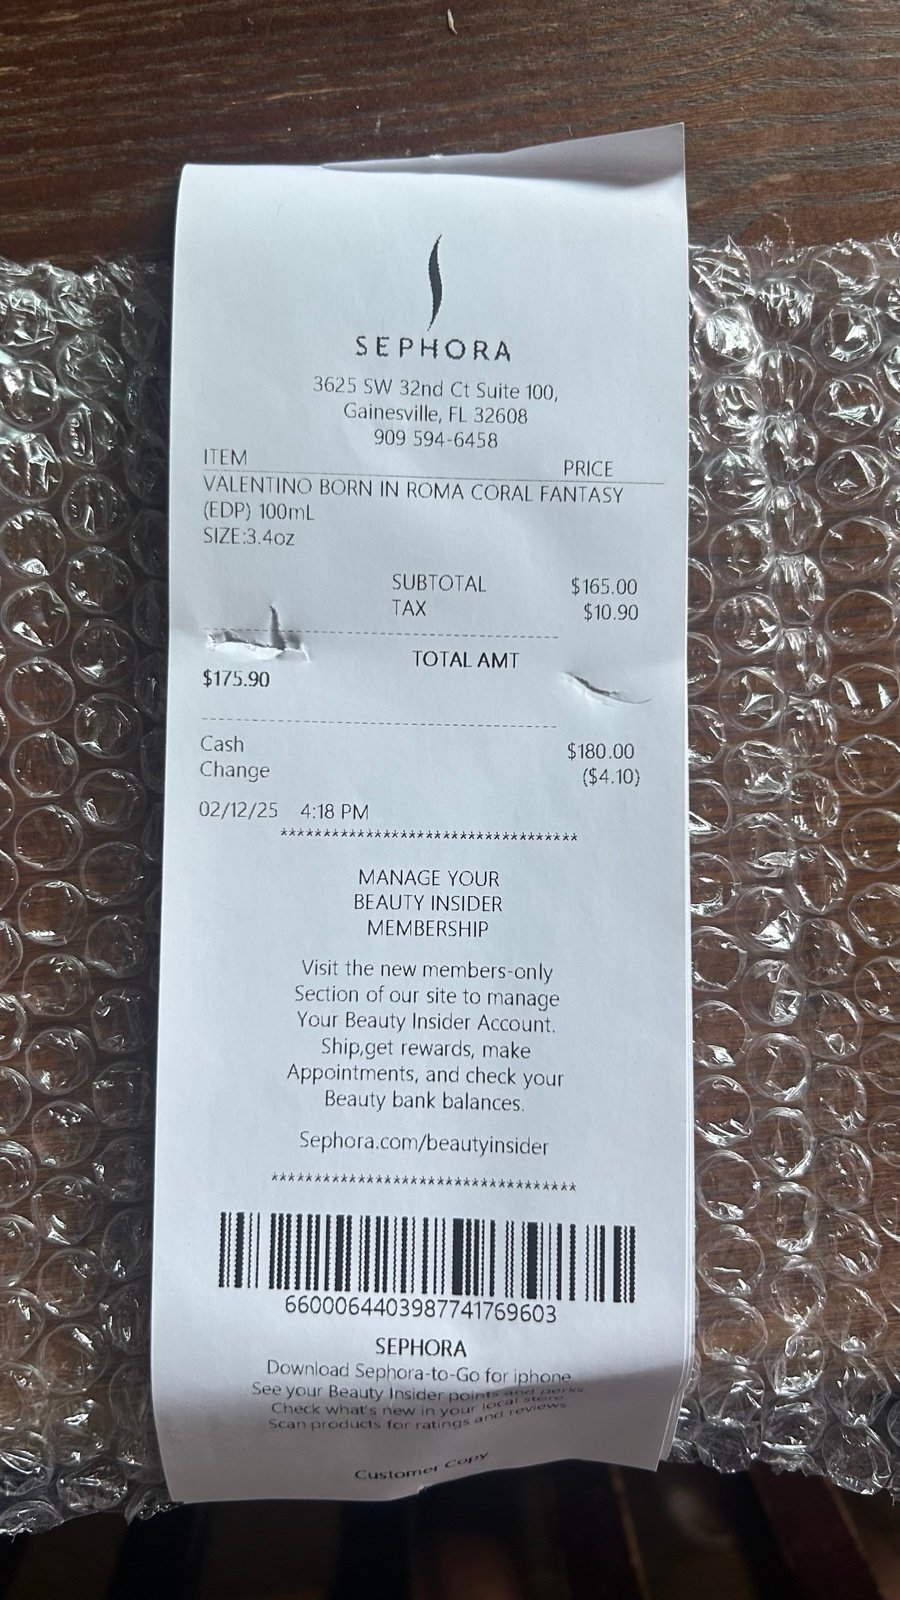 SEPHORA
3625 SW 32nd Ct Suite 100,
Gainesville, FL 32608
909 594-6458
ITEM PRICE
VALENTINO BORN IN ROMA CORAL FANTASY
(EDP) 100mL
SIZE:3.4oz
SUBTOTAL $165.00
TAX $10.90
TOTAL AMT
$175.90
Cash $180.00
Change ($4.10)
02/12/25 4:18 PM
**********************************
MANAGE YOUR
BEAUTY INSIDER
MEMBERSHIP
Visit the new members-only
Section of our site to manage
Your Beauty Insider Account.
Ship,get rewards, make
Appointments, and check your
Beauty bank balances.
Sephora.com/beautyinsider
***********************************
6600064403987741769603
SEPHORA
Download Sephora-to-Go for iphone
See your Beauty Insider points and perks
Check what's new in your local store
Scan products for ratings and reviews
Customer Copy